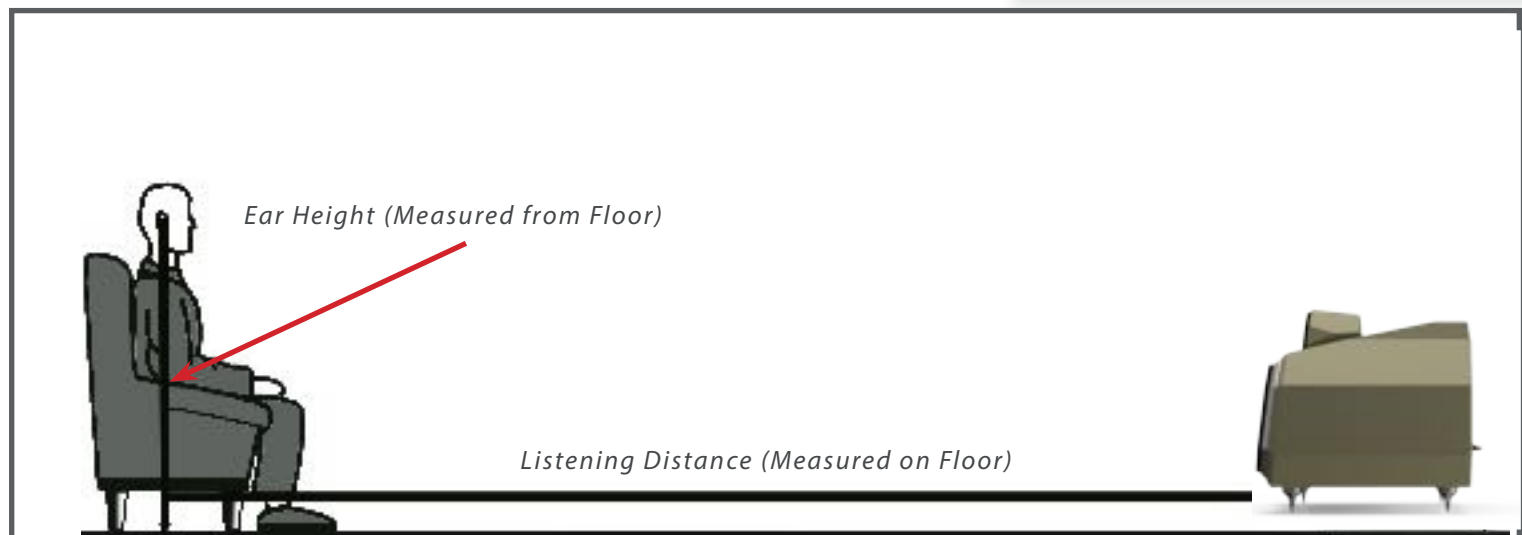 Ear Height (Measured from Floor)
Listening Distance (Measured on Floor)